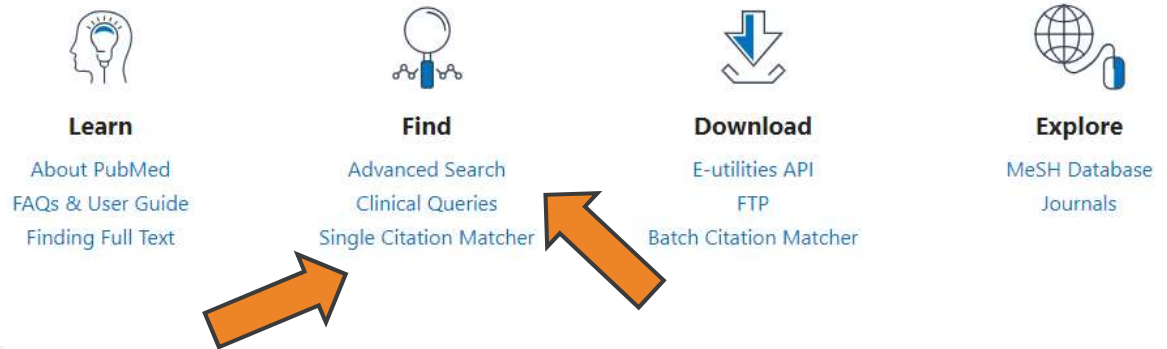 Learn
About PubMed
FAQs & User Guide
Finding Full Text
Find
Advanced Search
Clinical Queries
Single Citation Matcher
Download
E-utilities API
FTP
Batch Citation Matcher
Explore
MeSH Database
Journals